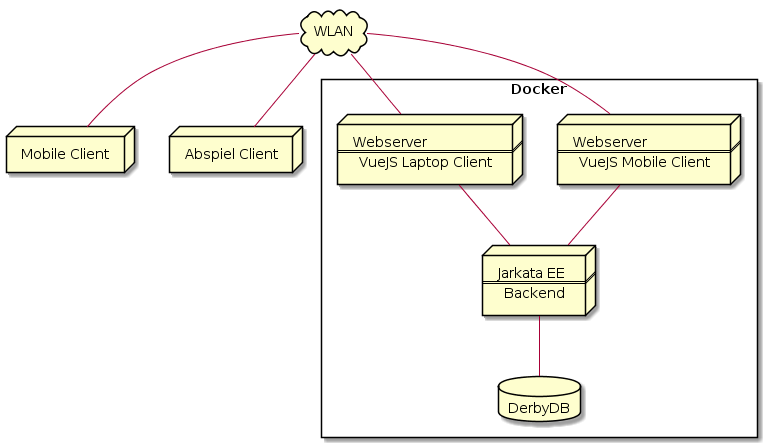 WLAN
Docker
Mobile Client
Abspiel Client
Webserver
VueJS Laptop Client
Webserver
VueJS Mobile Client
Jarkata EE
Backend
DerbyDB